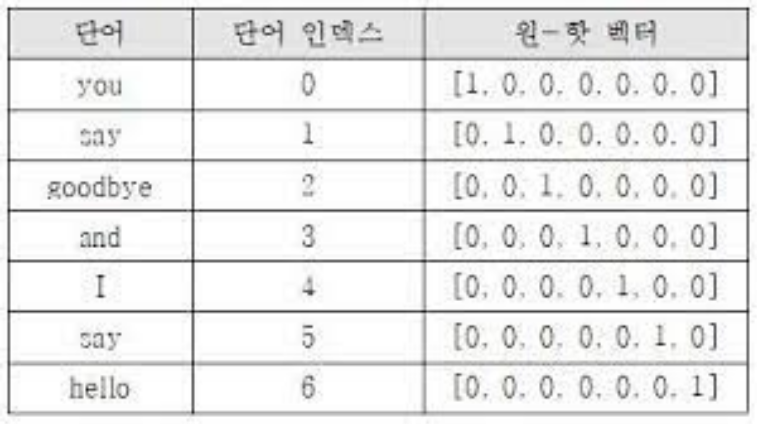 단어 단어 인덱스 원-핫 벡터
you 0 [1, 0, 0, 0, 0, 0, 0]
say 1 [0, 1, 0, 0, 0, 0, 0]
goodbye 2 [0, 0, 1, 0, 0, 0, 0]
and 3 [0, 0, 0, 1, 0, 0, 0]
I 4 [0, 0, 0, 0, 1, 0, 0]
say 5 [0, 0, 0, 0, 0, 1, 0]
hello 6 [0, 0, 0, 0, 0, 0, 1]